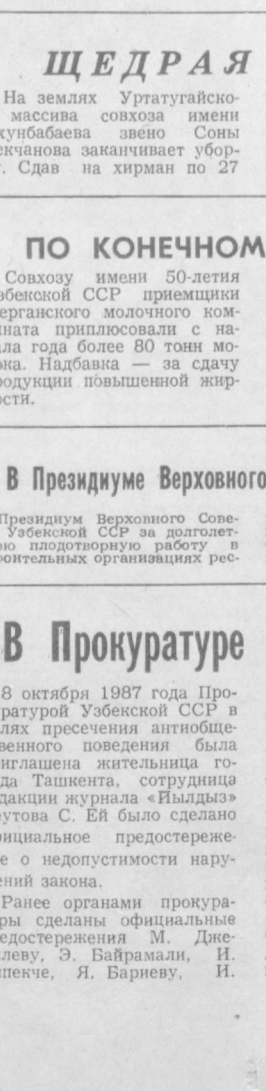 ЩЕДРАЯ
На землях Уртатугайско-
массива совхоза имени
кунбабаева звено Соны
екчанова заканчивает убор-
. Сдав на хирман по 27
ПО КОНЕЧНОМ
Совхозу имени 50-летия
збекской ССР приемщики
ерганского молочного ком-
ната приплюсовали с на-
ла года более 80 тонн мо-
ока. Надбавка — за сдачу
родукции повышенной жир-
ости.
В Президиуме Верховного
Президиум Верховного Сове-
Узбекской ССР за долголет-
юю плодотворную работу в
роительных организациях рес-
В Прокуратуре
8 октября 1987 года Про-
ратурой Узбекской ССР в
лях пресечения антиобще-
венного поведения была
иглашена жительница го-
да Ташкента, сотрудница
дакции журнала «Йылдыз»
еутова С. Ей было сделано
фициальное предостереже-
е о недопустимости нару-
ений закона.
Ранее органами прокура-
ры сделаны официальные
едостережения М. Дже-
леву, Э. Байрамали, И.
пекче, Я. Бариеву, И.